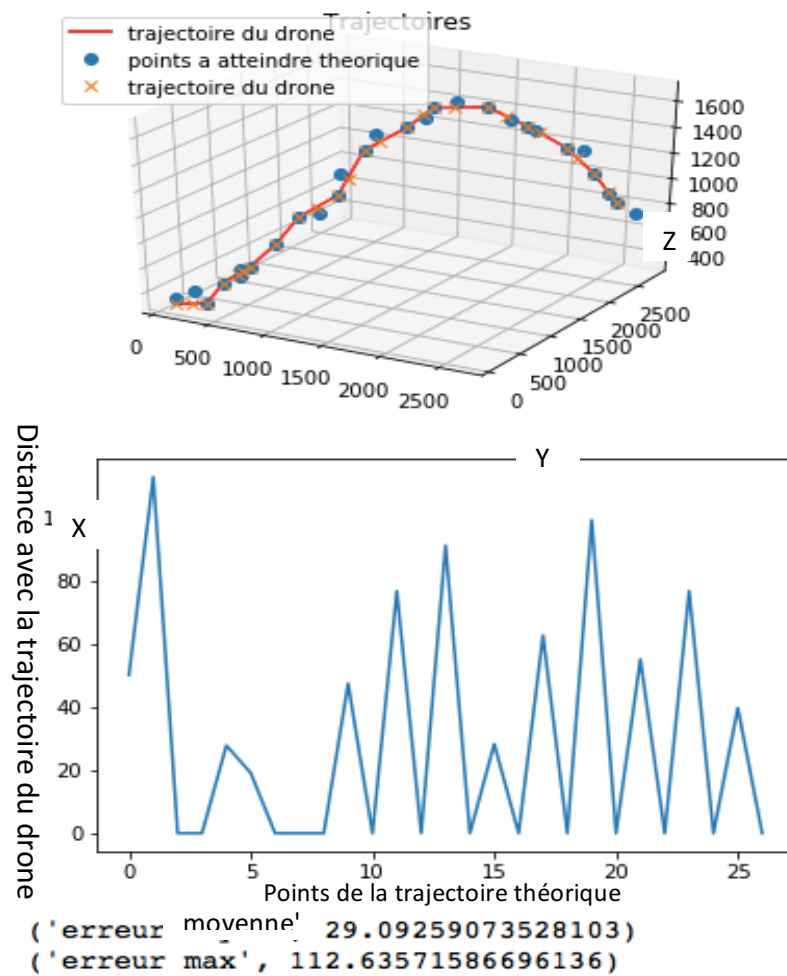 Trajectoires
trajectoire du drone
points a atteindre theorique
trajectoire du drone
1600
1400
1200
1000
800
600
400
Z
2500
2000
1500
1000
500
0
0
500
1000
1500
2000
2500
Y
X
Distance avec la trajectoire du drone
1
80
60
40
20
0
0
5
10
15
20
25
Points de la trajectoire théorique
('erreur moyenne', 29.09259073528103)
('erreur max', 112.63571586696136)